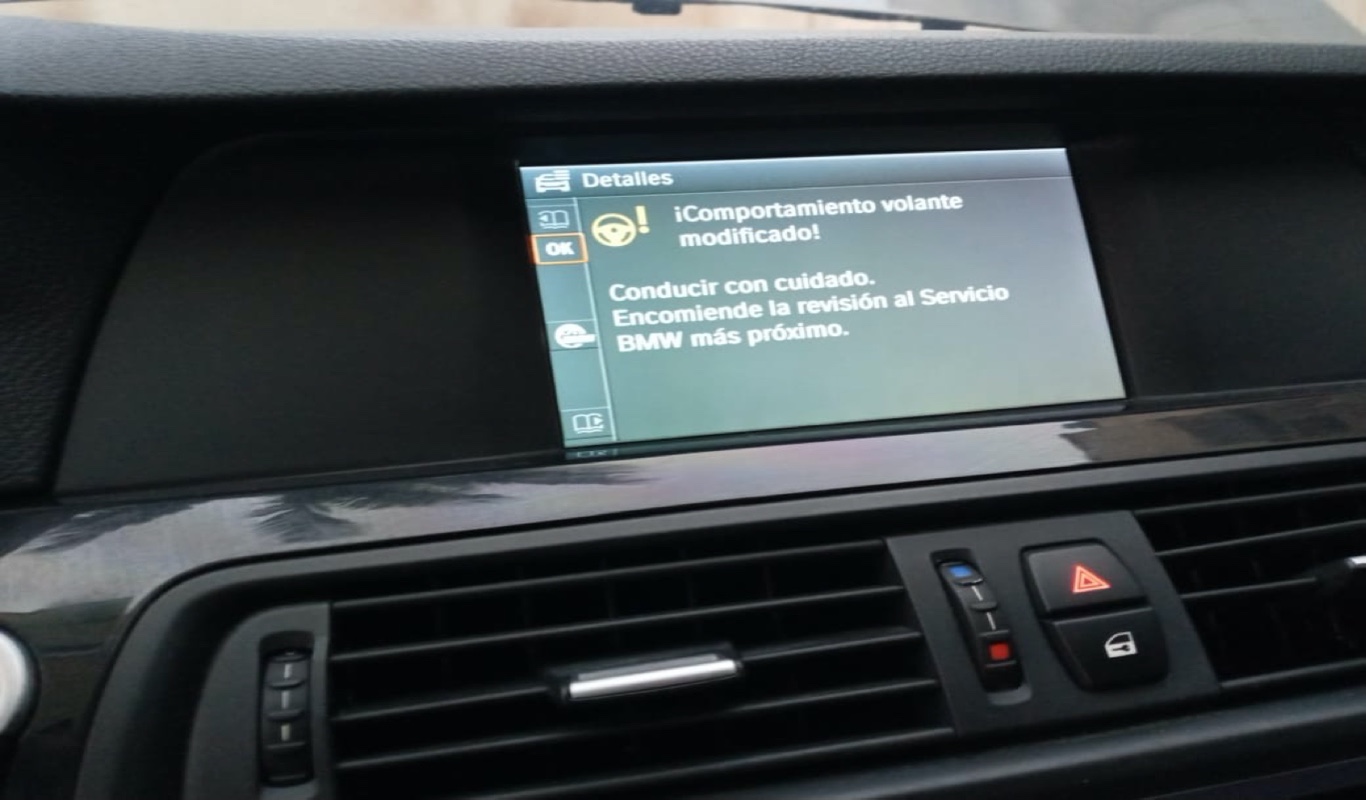 Detalles
¡Comportamiento volante
modificado!
OK
Conducir con cuidado.
Encomiende la revisión al Servicio
BMW más próximo.